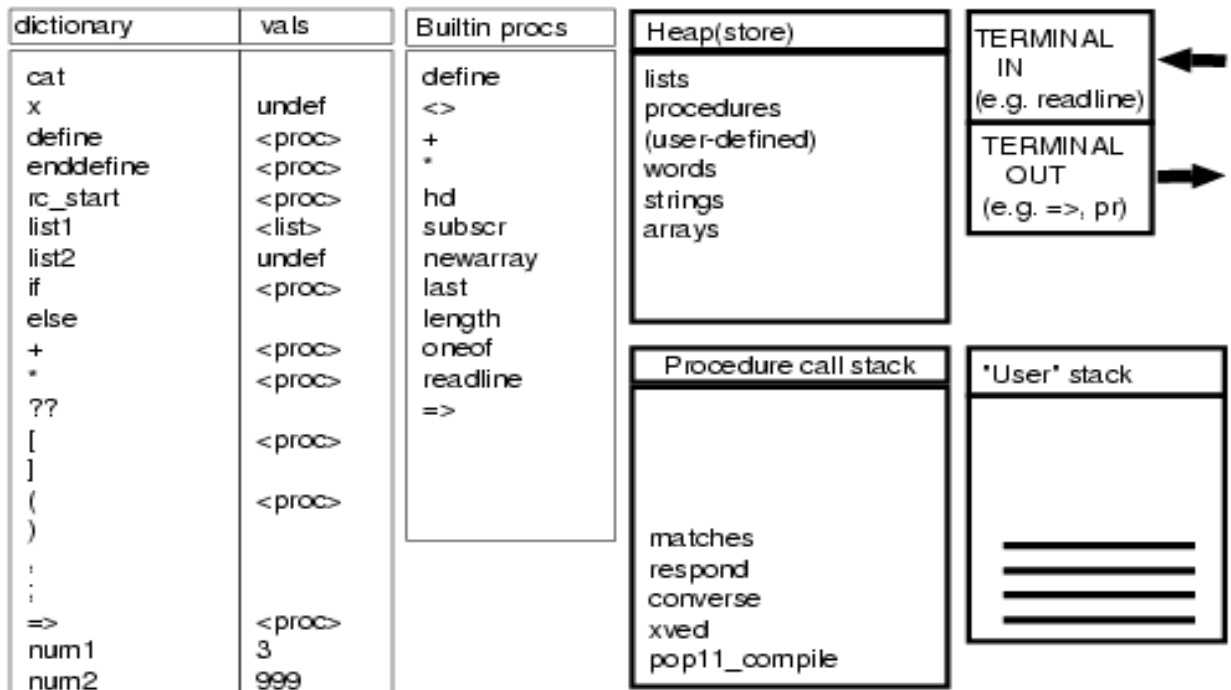 dictionary vals
cat
x undef
define <proc>
enddefine <proc>
rc_start <proc>
list1 <list>
list2 undef
if <proc>
else
+ <proc>
* <proc>
??
[ <proc>
]
( <proc>
)
,
;
=> <proc>
num1 3
num2 999
Builtin procs
define
<>
+
*
hd
subscr
newarray
last
length
oneof
readline
=>
Heap(store)
lists
procedures
(user-defined)
words
strings
arrays
TERMINAL
IN
(e.g. readline)
TERMINAL
OUT
(e.g. =>, pr)
Procedure call stack
matches
respond
converse
xved
pop11_compile
"User" stack